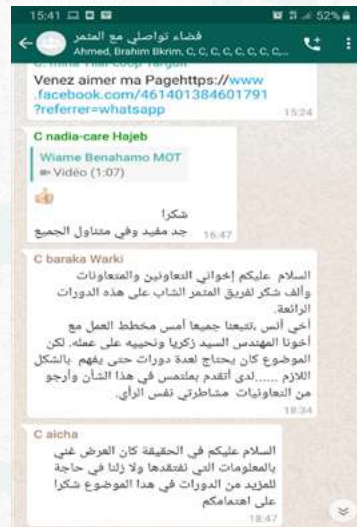 15:41
52%
فضاء تواصلي مع المتمر
Ahmed, Brahim Bkrim, C, C, C, C, C, C, C,...
Venez aimer ma Pagehttps://www
.facebook.com/461401384601791
?referrer=whatsapp
15:24
C nadia-care Hajeb
Wiame Benahamo MOT
Vidéo (1:07)
شكرا
جد مفيد وفي متناول الجميع
16:47
C baraka Warki
السلام عليكم إخواني التعاونين والمتعاونات
وألف شكر لفريق المتمر الشاب على هذه الدورات
الرائعة.
أخي أنس ,تتبعنا جميعا أمس مخطط العمل مع
أخونا المهندس السيد زكريا ونحييه على عمله. لكن
الموضوع كان يحتاج لعدة دورات حتى يفهم بالشكل
اللازم ......لدى أتقدم بملتمس في هذا الشأن وأرجو
من التعاونيات مشاطرتي نفس الرأي.
18:34
C aicha
السلام عليكم في الحقيقة كان العرض غني
بالمعلومات التي نفتقدها ولا زلنا في حاجة
للمزيد من الدورات في هدا الموضوع شكرا
على اهتمامكم
18:47